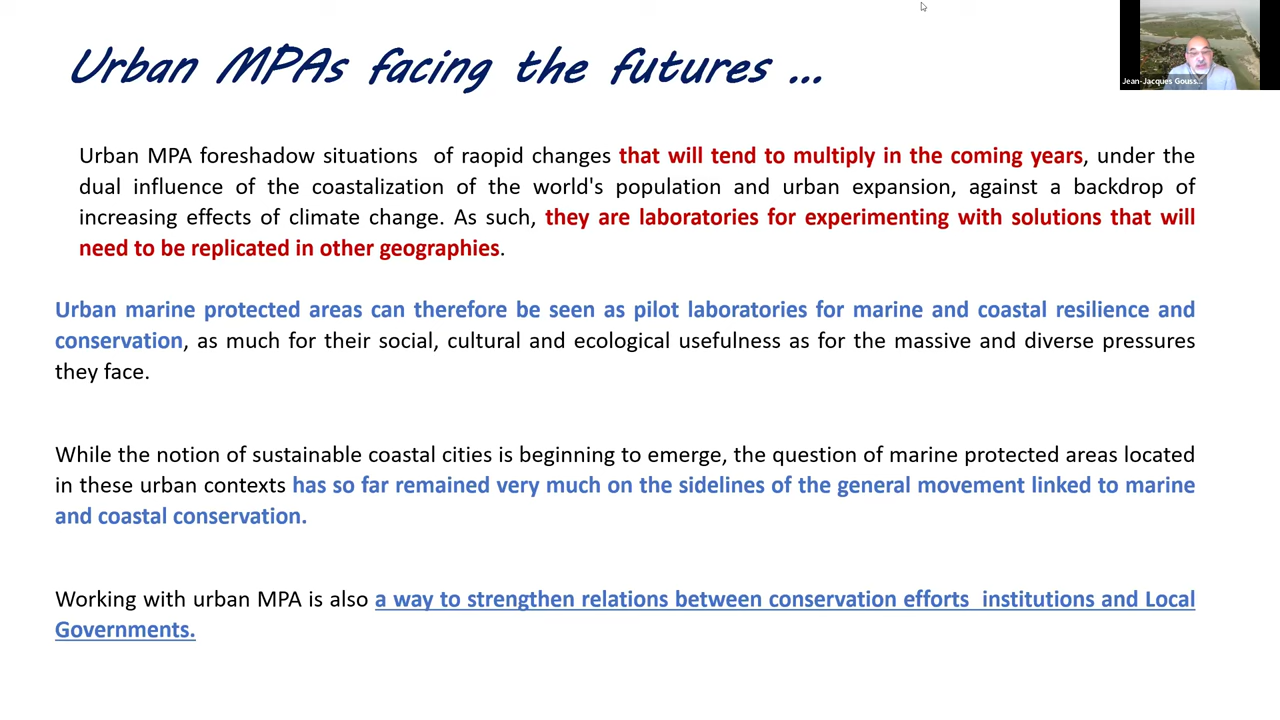 Urban MPAs facing the futures ...
Jean-Jacques Gouss...
Urban MPA foreshadow situations of raopid changes that will tend to multiply in the coming years, under the
dual influence of the coastalization of the world's population and urban expansion, against a backdrop of
increasing effects of climate change. As such, they are laboratories for experimenting with solutions that will
need to be replicated in other geographies.
Urban marine protected areas can therefore be seen as pilot laboratories for marine and coastal resilience and
conservation, as much for their social, cultural and ecological usefulness as for the massive and diverse pressures
they face.
While the notion of sustainable coastal cities is beginning to emerge, the question of marine protected areas located
in these urban contexts has so far remained very much on the sidelines of the general movement linked to marine
and coastal conservation.
Working with urban MPA is also a way to strengthen relations between conservation efforts institutions and Local
Governments.